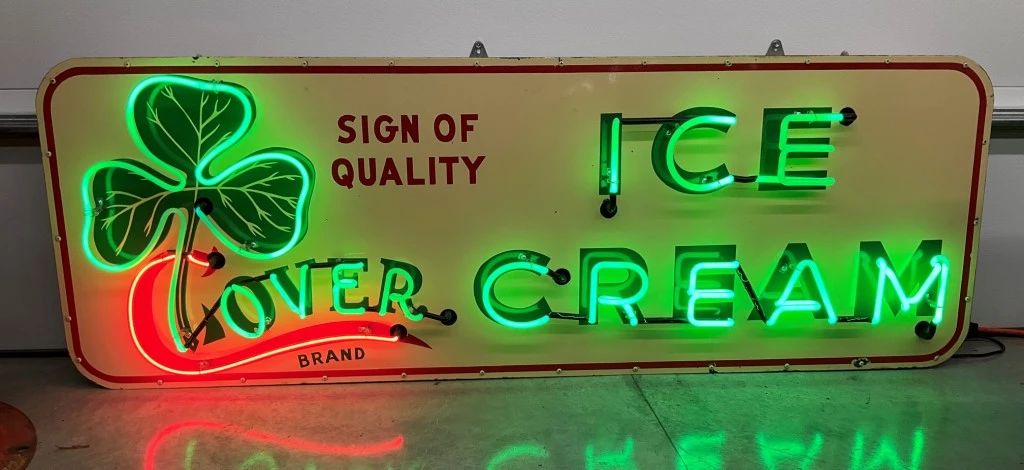 SIGN OF
QUALITY
CLOVER
BRAND
ICE
CREAM